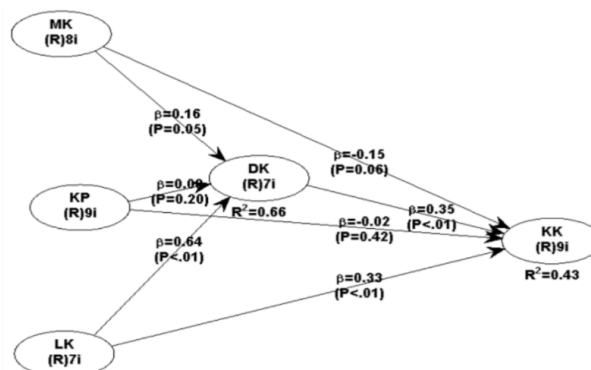 MK
(R)8i
β=0.16
(P=0.05)
β=-0.15
(P=0.06)
DK
(R)7i
R²=0.66
KP
(R)9i
(P=0.20)
β=-0.02
(P=0.42)
β=0.35
(P<.01)
KK
(R)9i
R²=0.43
β=0.64
(P<.01)
β=0.33
(P<.01)
LK
(R)7i